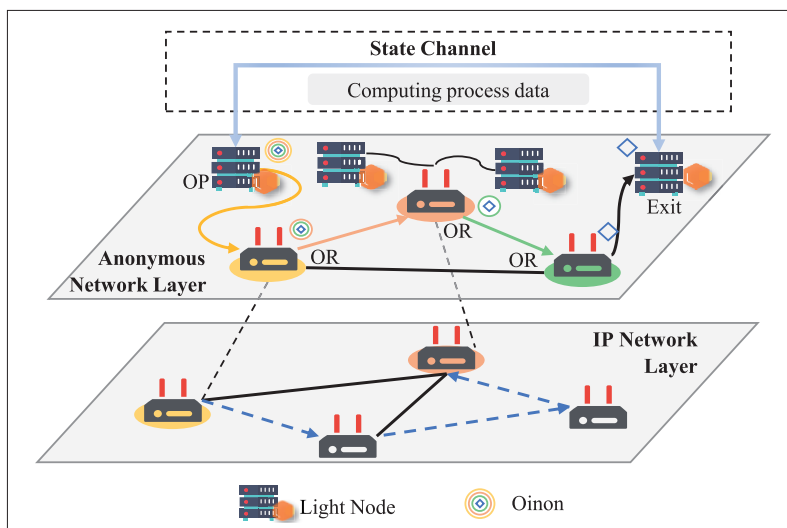 State Channel
Computing process data
OP
Exit
OR
OR
OR
Anonymous
Network Layer
IP Network
Layer
Light Node
Oinon